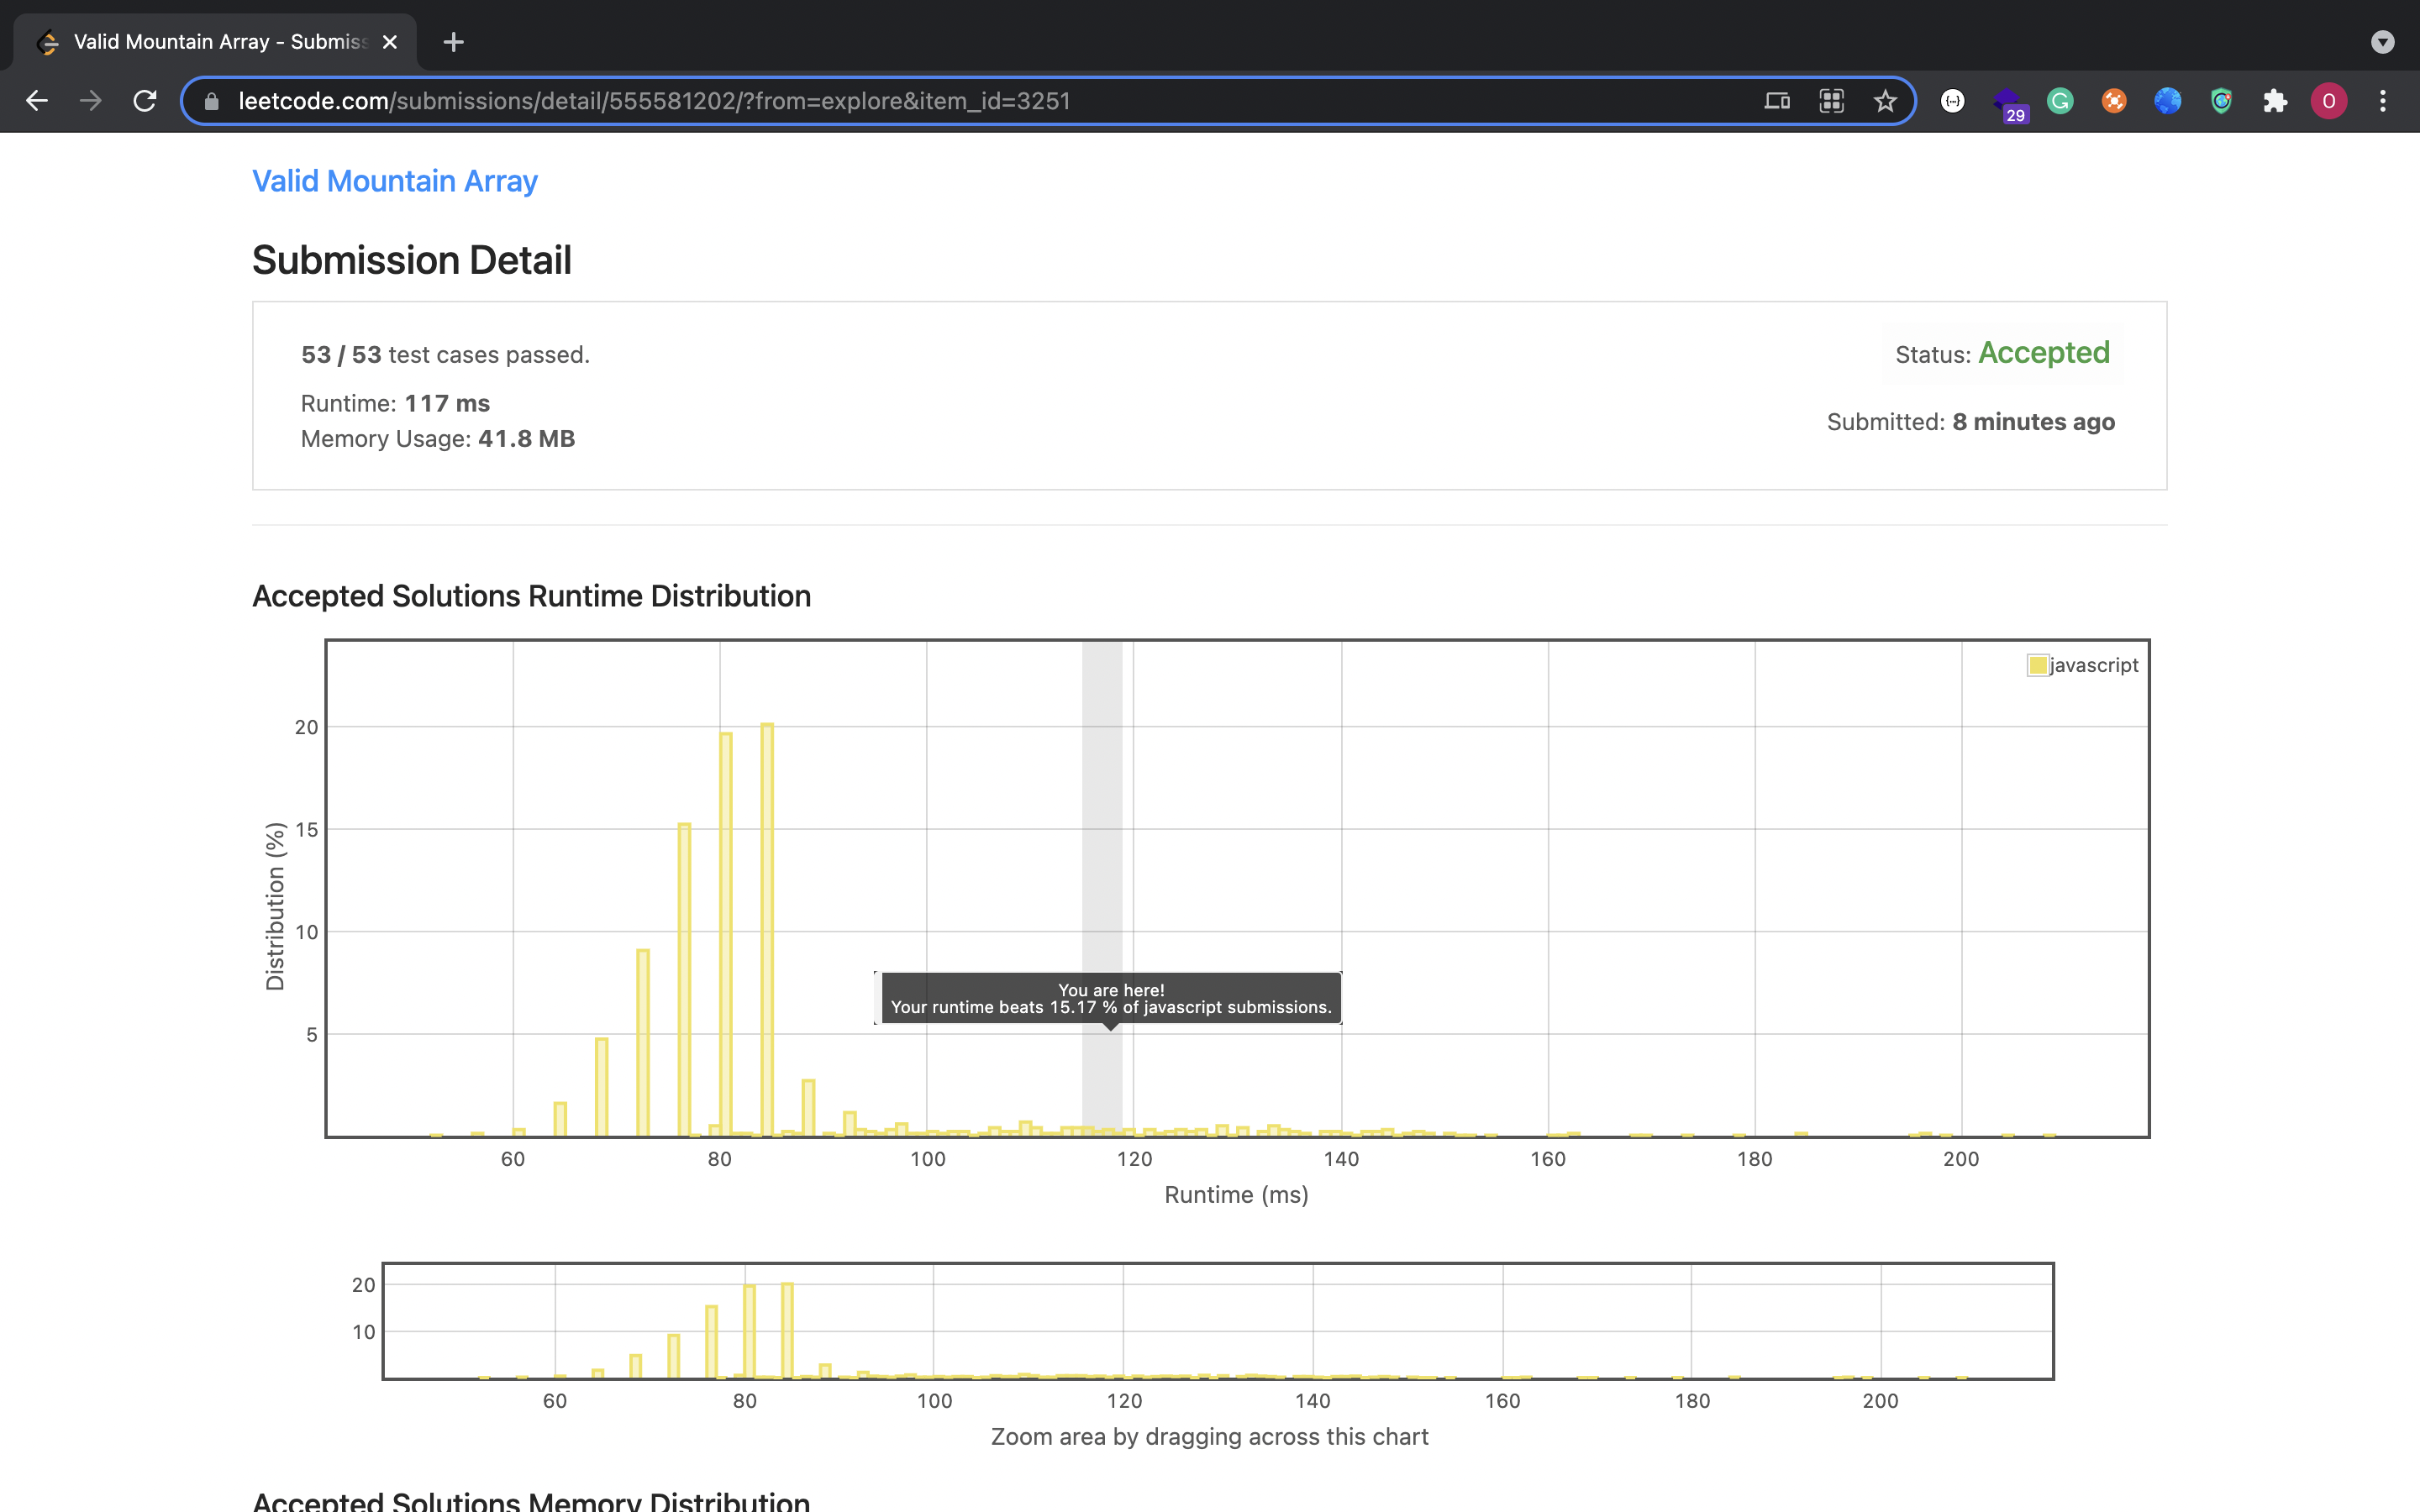 Valid Mountain Array - Submiss
leetcode.com/submissions/detail/555581202/?from=explore&item_id=3251
29
G
O
Valid Mountain Array
Submission Detail
53 / 53 test cases passed.
Status: Accepted
Runtime: 117 ms
Submitted: 8 minutes ago
Memory Usage: 41.8 MB
Accepted Solutions Runtime Distribution
javascript
20
15
10
5
Distribution (%)
You are here!
Your runtime beats 15.17 % of javascript submissions.
60 80 100 120 140 160 180 200
Runtime (ms)
20
10
60 80 100 120 140 160 180 200
Zoom area by dragging across this chart
Accepted Solutions Memory Distribution